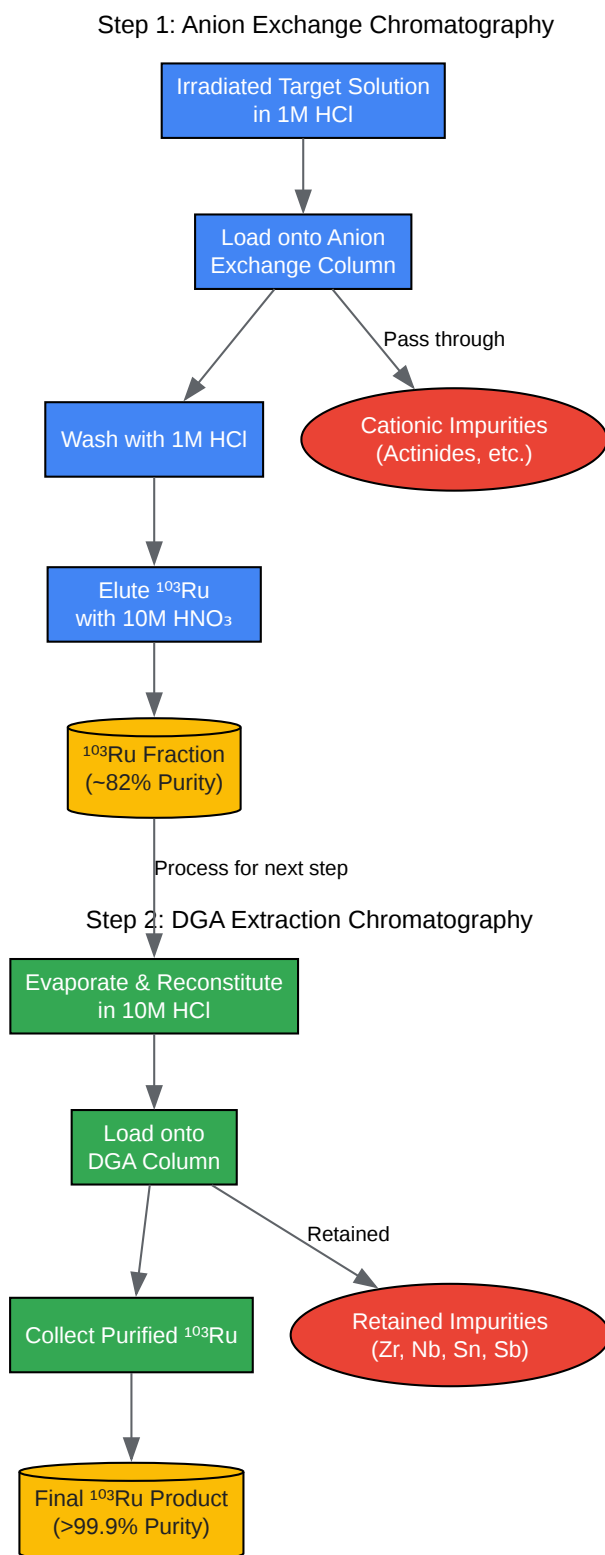 Step 1: Anion Exchange Chromatography
Irradiated Target Solution
in 1M HCl
Load onto Anion
Exchange Column
Pass through
Wash with 1M HCl
Cationic Impurities
(Actinides, etc.)
Elute ¹⁰³Ru
with 10M HNO₃
¹⁰³Ru Fraction
(~82% Purity)
Process for next step
Step 2: DGA Extraction Chromatography
Evaporate & Reconstitute
in 10M HCl
Load onto
DGA Column
Retained
Collect Purified ¹⁰³Ru
Retained Impurities
(Zr, Nb, Sn, Sb)
Final ¹⁰³Ru Product
(>99.9% Purity)